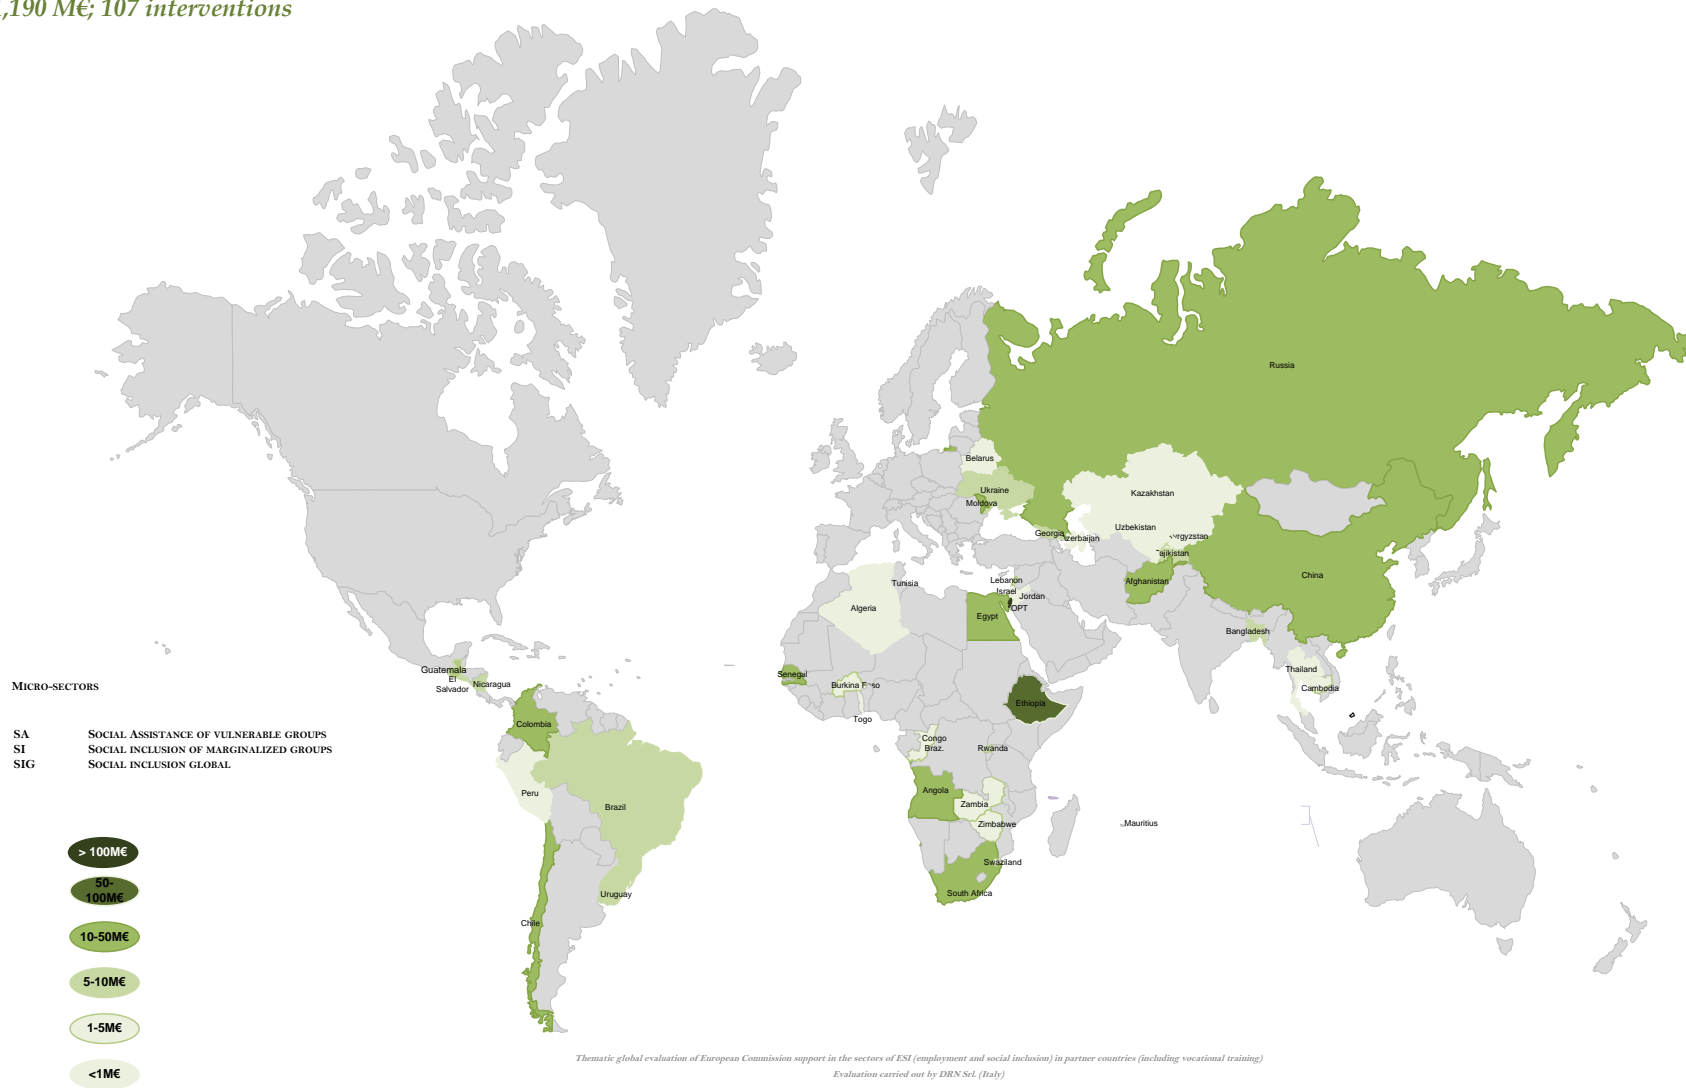 ,190 M€; 107 interventions
Russia
Belarus
Ukraine
Moldova
Kazakhstan
Georgia
zerbaijan
Uzbekistan
rgyzstan
ajikistan
Afghanistan
China
Tunisia
Lebanon
Israel
Jordan
OPT
Algeria
Egypt
Bangladesh
Guatemala
El
Salvador
Nicaragua
Senegal
Burkina Faso
Togo
Ethiopia
Thailand
Cambodia
Colombia
Congo
Braz.
Rwanda
Peru
Brazil
Angola
Zambia
Zimbabwe
Mauritius
Swaziland
South Africa
Uruguay
Chile
MICRO-SECTORS
SA SOCIAL ASSISTANCE OF VULNERABLE GROUPS
SI SOCIAL INCLUSION OF MARGINALIZED GROUPS
SIG SOCIAL INCLUSION GLOBAL
> 100M€
50-
100M€
10-50M€
5-10M€
1-5M€
<1M€
Thematic global evaluation of European Commission support in the sectors of ESI (employment and social inclusion) in partner countries (including vocational training)
Evaluation carried out by DRN Srl. (Italy)